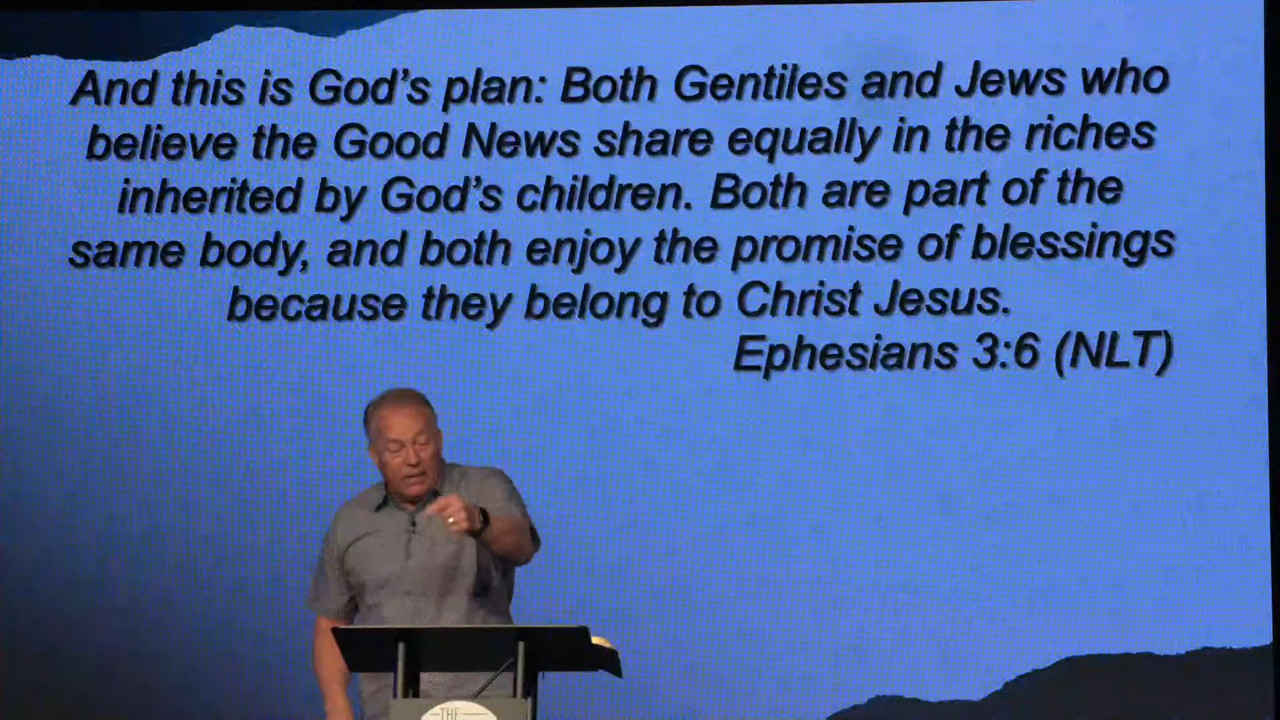 And this is God's plan: Both Gentiles and Jews who
believe the Good News share equally in the riches
inherited by God's children. Both are part of the
same body, and both enjoy the promise of blessings
because they belong to Christ Jesus.
Ephesians 3:6 (NLT)
THE